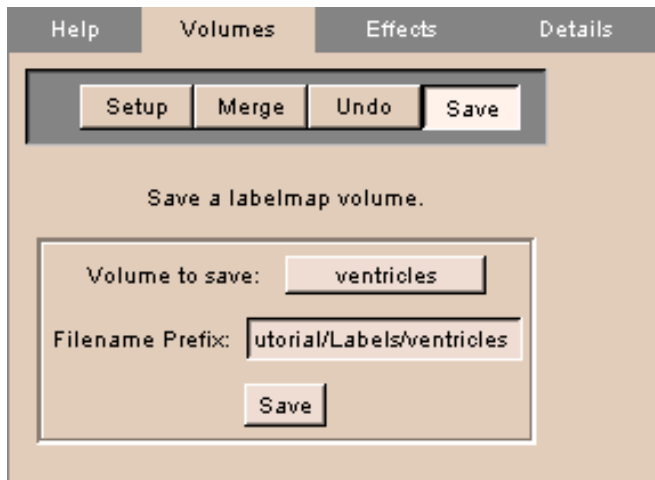 Help Volumes Effects Details
Setup Merge Undo Save
Save a labelmap volume.
Volume to save: ventricles
Filename Prefix: utorial/Labels/ventricles
Save